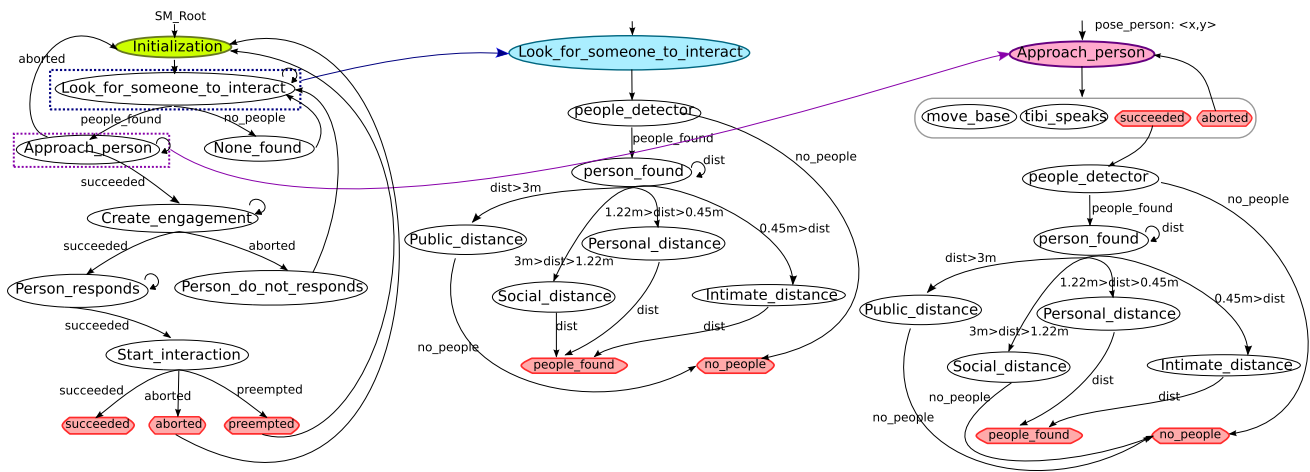 SM_Root
Initialization
aborted
Look_for_someone_to_interact
people_found
no_people
Approach_person
None_found
succeeded
Create_engagement
succeeded
aborted
Person_responds
Person_do_not_responds
succeeded
Start_interaction
succeeded
aborted
preempted
succeeded
aborted
preempted
Look_for_someone_to_interact
people_detector
people_found
no_people
person_found
dist
dist>3m
1.22m>dist>0.45m
0.45m>dist
Public_distance
Personal_distance
3m>dist>1.22m
Social_distance
Intimate_distance
dist
dist
dist
no_people
people_found
no_people
pose_person: <x,y>
Approach_person
move_base
tibi_speaks
succeeded
aborted
people_detector
no_people
people_found
person_found
dist
dist>3m
1.22m>dist>0.45m
0.45m>dist
Public_distance
Personal_distance
3m>dist>1.22m
Social_distance
Intimate_distance
dist
no_people
dist
no_people
people_found
no_people